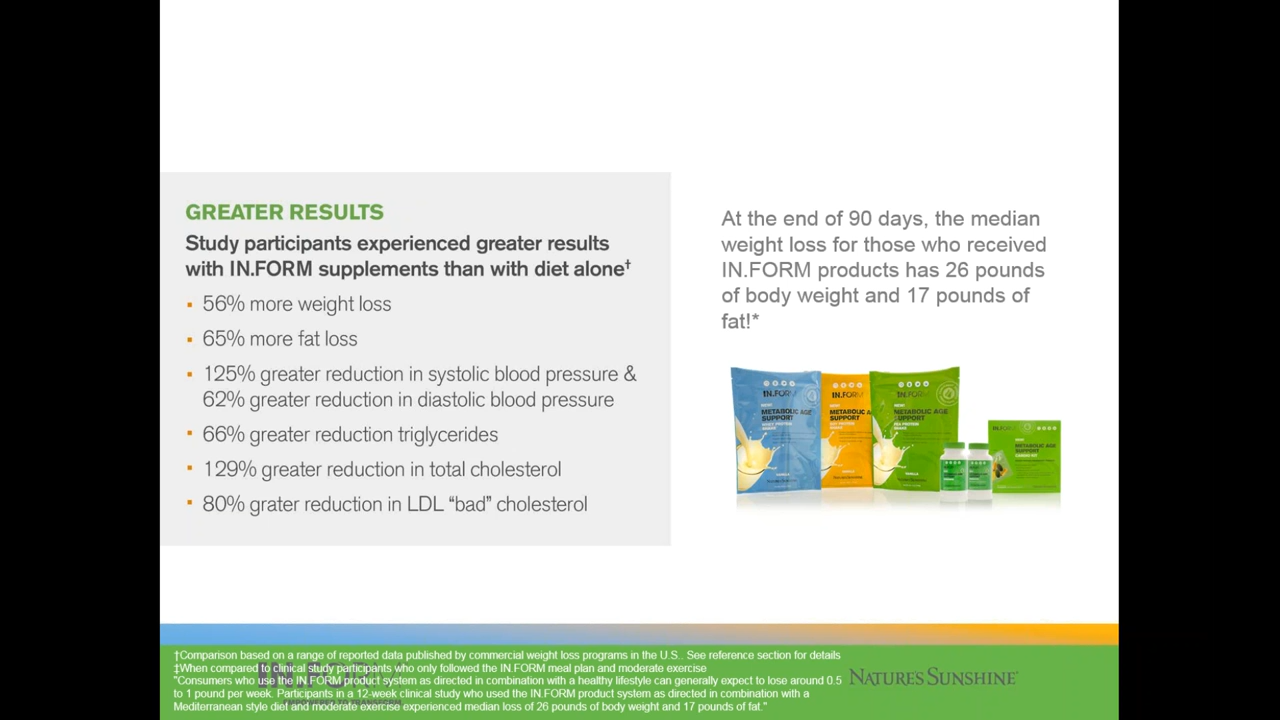 GREATER RESULTS
Study participants experienced greater results
with IN.FORM supplements than with diet alone†
▪ 56% more weight loss
▪ 65% more fat loss
▪ 125% greater reduction in systolic blood pressure &
62% greater reduction in diastolic blood pressure
▪ 66% greater reduction triglycerides
▪ 129% greater reduction in total cholesterol
▪ 80% grater reduction in LDL “bad” cholesterol
At the end of 90 days, the median
weight loss for those who received
IN.FORM products has 26 pounds
of body weight and 17 pounds of
fat!*
IN.FORM
METABOLIC AGE
SUPPORT
VANILLA
IN.FORM
METABOLIC AGE
SUPPORT
IN.FORM
METABOLIC AGE
SUPPORT
VANILLA
IN.FORM
METABOLIC AGE
SUPPORT
†Comparison based on a range of reported data published by commercial weight loss programs in the U.S.. See reference section for details
‡When compared to clinical study participants who only followed the IN.FORM meal plan and moderate exercise
"Consumers who use the IN.FORM product system as directed in combination with a healthy lifestyle can generally expect to lose around 0.5
to 1 pound per week. Participants in a 12-week clinical study who used the IN.FORM product system as directed in combination with a
Mediterranean style diet and moderate exercise experienced median loss of 26 pounds of body weight and 17 pounds of fat."
IN.FORM
EMPOWERED TO TRANSFORM
NATURE'S SUNSHINE